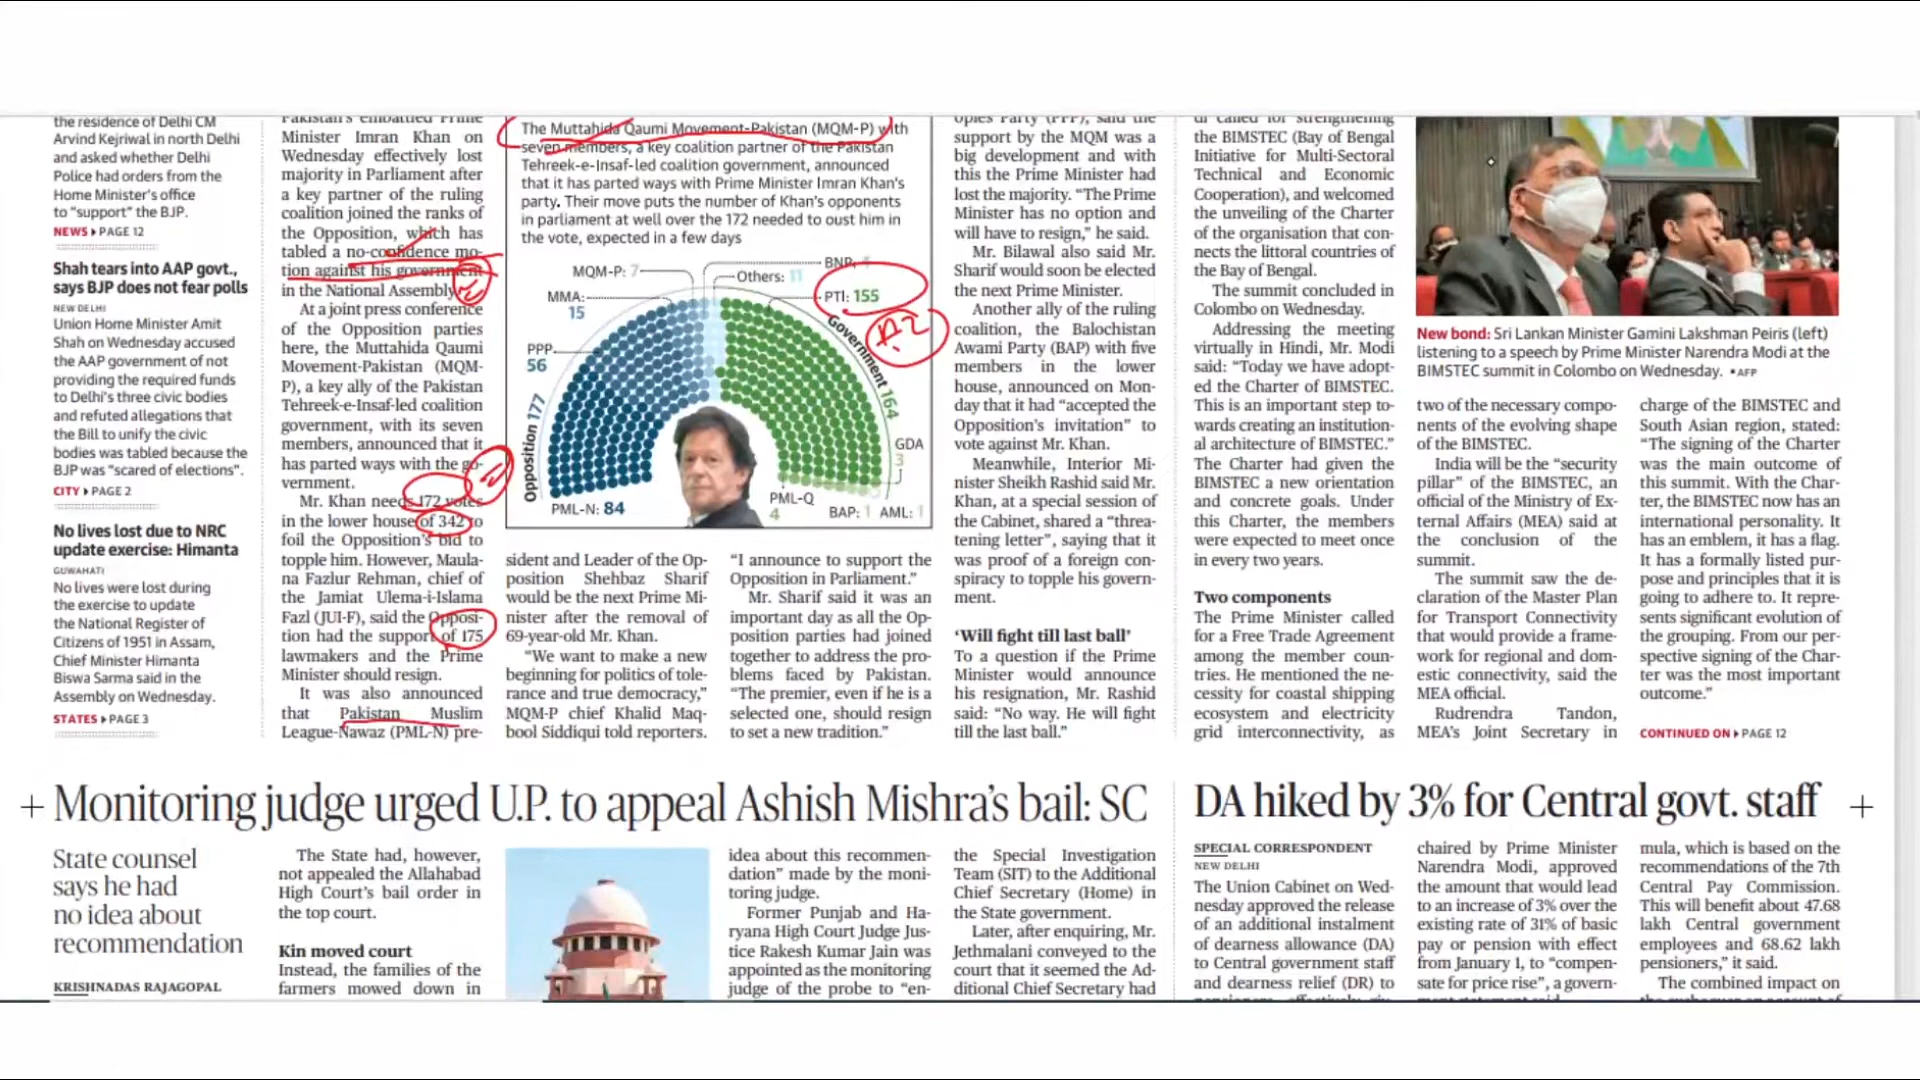 the residence of Delhi CM
Arvind Kejriwal in north Delhi
and asked whether Delhi
Police had orders from the
Home Minister's office
to "support" the BJP.
NEWS PAGE 12
Shah tears into AAP govt.,
says BJP does not fear polls
NEW DELHI
Union Home Minister Amit
Shah on Wednesday accused
the AAP government of not
providing the required funds
to Delhi's three civic bodies
and refuted allegations that
the Bill to unify the civic
bodies was tabled because the
BJP was "scared of elections".
CITY PAGE 2
No lives lost due to NRC
update exercise: Himanta
GUWAHATI
No lives were lost during
the exercise to update
the National Register of
Citizens of 1951 in Assam,
Chief Minister Himanta
Biswa Sarma said in the
Assembly on Wednesday.
STATES PAGE 3
Pakistan's embattled Prime
Minister Imran Khan on
Wednesday effectively lost
majority in Parliament after
a key partner of the ruling
coalition joined the ranks of
the Opposition, which has
tabled a no-confidence mo-
tion against his government
in the National Assembly.
At a joint press conference
of the Opposition parties
here, the Muttahida Qaumi
Movement-Pakistan (MQM-
P), a key ally of the Pakistan
Tehreek-e-Insaf-led coalition
government, with its seven
members, announced that it
has parted ways with the go-
vernment.
Mr. Khan needs 172 votes
in the lower house of 342 to
foil the Opposition's bid to
topple him. However, Maula-
na Fazlur Rehman, chief of
the Jamiat Ulema-i-Islama
Fazl (JUI-F), said the Opposi-
tion had the support of 175
lawmakers and the Prime
Minister should resign.
It was also announced
that Pakistan Muslim
League-Nawaz (PML-N) pre-
The Muttahida Qaumi Movement-Pakistan (MQM-P) with
seven members, a key coalition partner of the Pakistan
Tehreek-e-Insaf-led coalition government, announced
that it has parted ways with Prime Minister Imran Khan's
party. Their move puts the number of Khan's opponents
in parliament at well over the 172 needed to oust him in
the vote, expected in a few days
MQM-P: 7
MMA:
15
PPP
56
Opposition 177
PML-N: 84
Others: 11
BNP
PTI: 155
Government 164
GDA
3
PML-Q
4
BAP: 1
AML: 1
sident and Leader of the Op-
position Shehbaz Sharif
would be the next Prime Mi-
nister after the removal of
69-year-old Mr. Khan.
"We want to make a new
beginning for politics of tole-
rance and true democracy,"
MQM-P chief Khalid Maq-
bool Siddiqui told reporters.
"I announce to support the
Opposition in Parliament."
Mr. Sharif said it was an
important day as all the Op-
position parties had joined
together to address the pro-
blems faced by Pakistan.
"The premier, even if he is a
selected one, should resign
to set a new tradition."
oples Party (PPP), said the
support by the MQM was a
big development and with
this the Prime Minister had
lost the majority. "The Prime
Minister has no option and
will have to resign," he said.
Mr. Bilawal also said Mr.
Sharif would soon be elected
the next Prime Minister.
Another ally of the ruling
coalition, the Balochistan
Awami Party (BAP) with five
members in the lower
house, announced on Mon-
day that it had "accepted the
Opposition's invitation" to
vote against Mr. Khan.
Meanwhile, Interior Mi-
nister Sheikh Rashid said Mr.
Khan, at a special session of
the Cabinet, shared a "threa-
tening letter", saying that it
was proof of a foreign con-
spiracy to topple his govern-
ment.
'Will fight till last ball'
To a question if the Prime
Minister would announce
his resignation, Mr. Rashid
said: "No way. He will fight
till the last ball."
di called for strengthening
the BIMSTEC (Bay of Bengal
Initiative for Multi-Sectoral
Technical and Economic
Cooperation), and welcomed
the unveiling of the Charter
of the organisation that con-
nects the littoral countries of
the Bay of Bengal.
The summit concluded in
Colombo on Wednesday.
Addressing the meeting
virtually in Hindi, Mr. Modi
said: "Today we have adopt-
ed the Charter of BIMSTEC.
This is an important step to-
wards creating an institution-
al architecture of BIMSTEC."
The Charter had given the
BIMSTEC a new orientation
and concrete goals. Under
this Charter, the members
were expected to meet once
in every two years.
Two components
The Prime Minister called
for a Free Trade Agreement
among the member coun-
tries. He mentioned the ne-
cessity for coastal shipping
ecosystem and electricity
grid interconnectivity, as
New bond: Sri Lankan Minister Gamini Lakshman Peiris (left)
listening to a speech by Prime Minister Narendra Modi at the
BIMSTEC summit in Colombo on Wednesday. • AFP
two of the necessary compo-
nents of the evolving shape
of the BIMSTEC.
India will be the "security
pillar" of the BIMSTEC, an
official of the Ministry of Ex-
ternal Affairs (MEA) said at
the conclusion of the
summit.
The summit saw the de-
claration of the Master Plan
for Transport Connectivity
that would provide a frame-
work for regional and dom-
estic connectivity, said the
MEA official.
Rudrendra Tandon,
MEA's Joint Secretary in
charge of the BIMSTEC and
South Asian region, stated:
"The signing of the Charter
was the main outcome of
this summit. With the Char-
ter, the BIMSTEC now has an
international personality. It
has an emblem, it has a flag.
It has a formally listed pur-
pose and principles that it is
going to adhere to. It repre-
sents significant evolution of
the grouping. From our per-
spective signing of the Char-
ter was the most important
outcome."
CONTINUED ON PAGE 12
Monitoring judge urged U.P. to appeal Ashish Mishra's bail: SC
State counsel
says he had
no idea about
recommendation
KRISHNADAS RAJAGOPAL
The State had, however,
not appealed the Allahabad
High Court's bail order in
the top court.
Kin moved court
Instead, the families of the
farmers mowed down in
idea about this recommen-
dation" made by the moni-
toring judge.
Former Punjab and Ha-
ryana High Court Judge Jus-
tice Rakesh Kumar Jain was
appointed as the monitoring
judge of the probe to "en-
the Special Investigation
Team (SIT) to the Additional
Chief Secretary (Home) in
the State government.
Later, after enquiring, Mr.
Jethmalani conveyed to the
court that it seemed the Ad-
ditional Chief Secretary had
DA hiked by 3% for Central govt. staff
SPECIAL CORRESPONDENT
NEW DELHI
The Union Cabinet on Wed-
nesday approved the release
of an additional instalment
of dearness allowance (DA)
to Central government staff
and dearness relief (DR) to
chaired by Prime Minister
Narendra Modi, approved
the amount that would lead
to an increase of 3% over the
existing rate of 31% of basic
pay or pension with effect
from January 1, to "compen-
sate for price rise", a govern-
mula, which is based on the
recommendations of the 7th
Central Pay Commission.
This will benefit about 47.68
lakh Central government
employees and 68.62 lakh
pensioners," it said.
The combined impact on